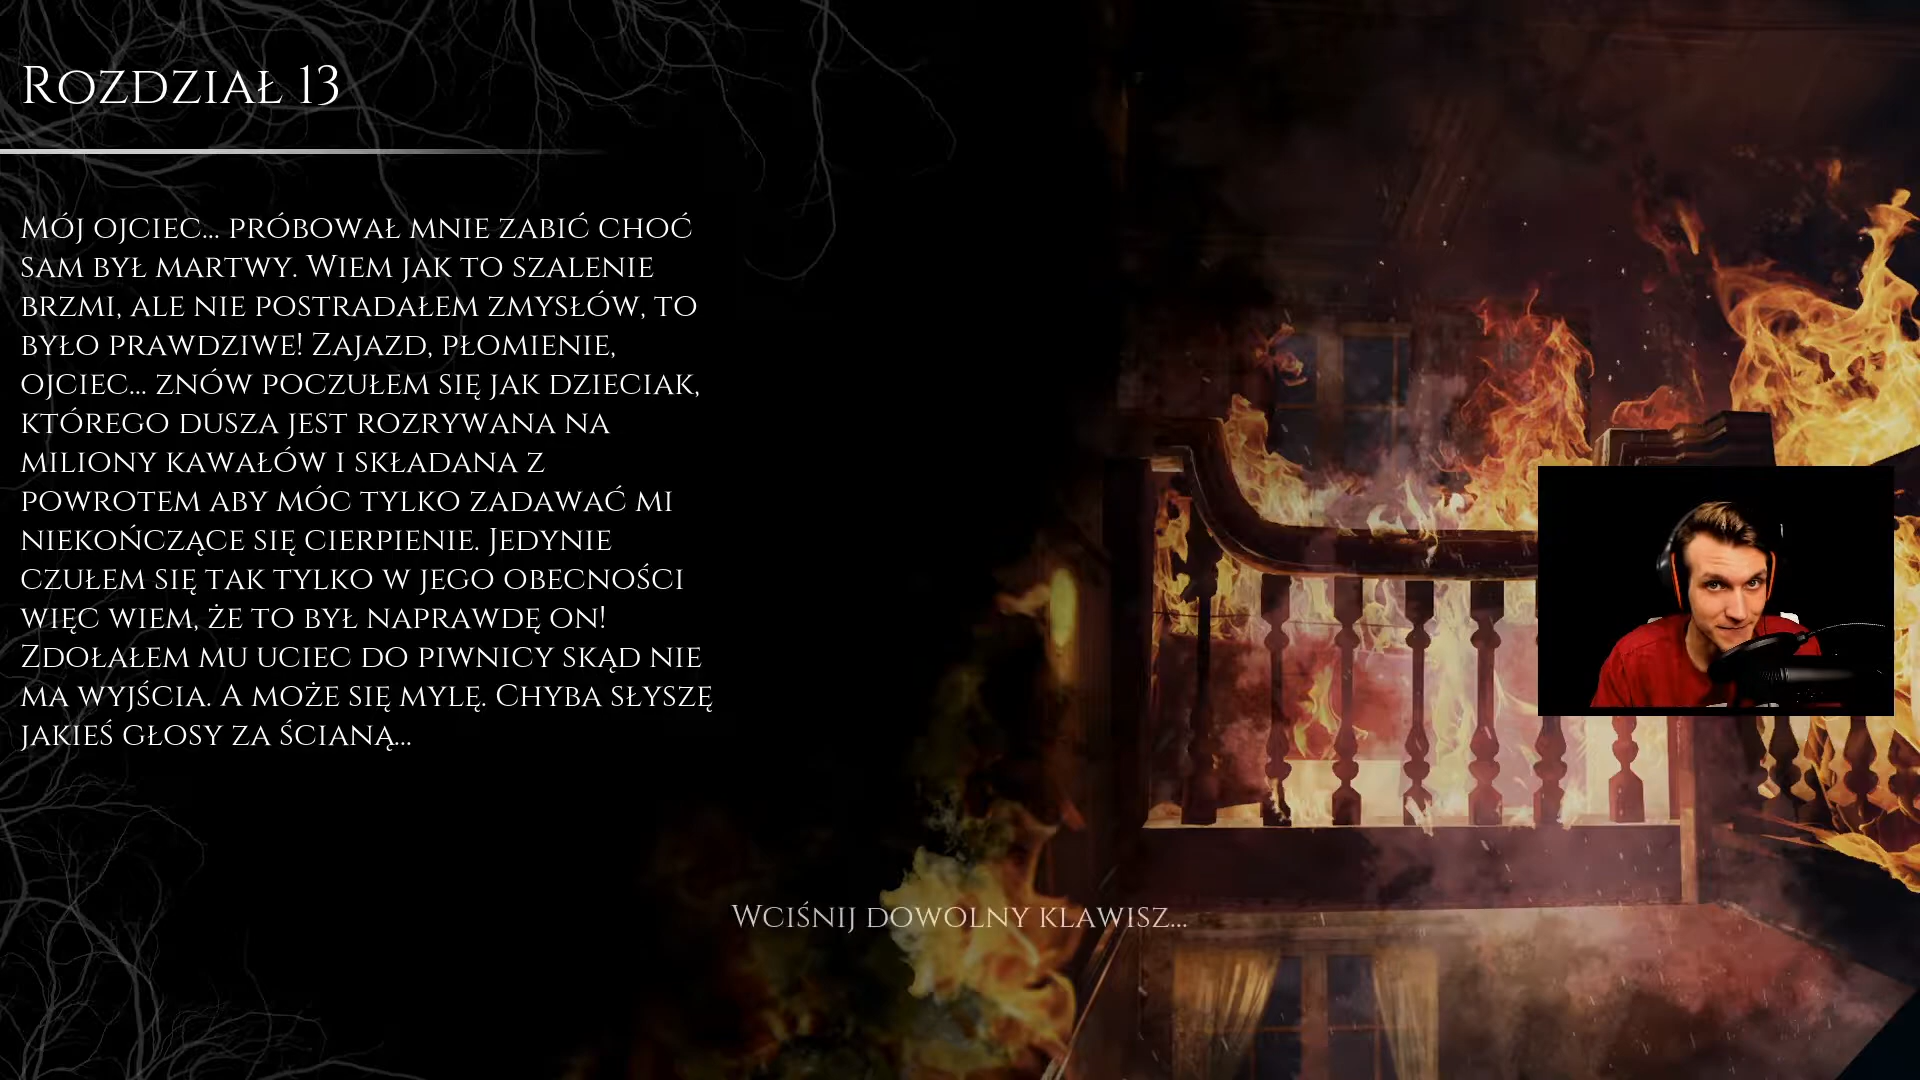 Rozdział 13
Mój ojciec... próbował mnie zabić choć
sam był martwy. Wiem jak to szalenie
brzmi, ale nie postradałem zmysłów, to
było prawdziwe! Zajazd, płomienie,
ojciec... znów poczułem się jak dzieciak,
którego dusza jest rozrywana na
miliony kawałów i składana z
powrotem aby móc tylko zadawać mi
niekończące się cierpienie. Jedynie
czułem się tak tylko w jego obecności
więc wiem, że to był naprawdę on!
Zdołałem mu uciec do piwnicy skąd nie
ma wyjścia. A może się mylę. Chyba słyszę
jakieś głosy za ścianą...
Wciśnij dowolny klawisz...